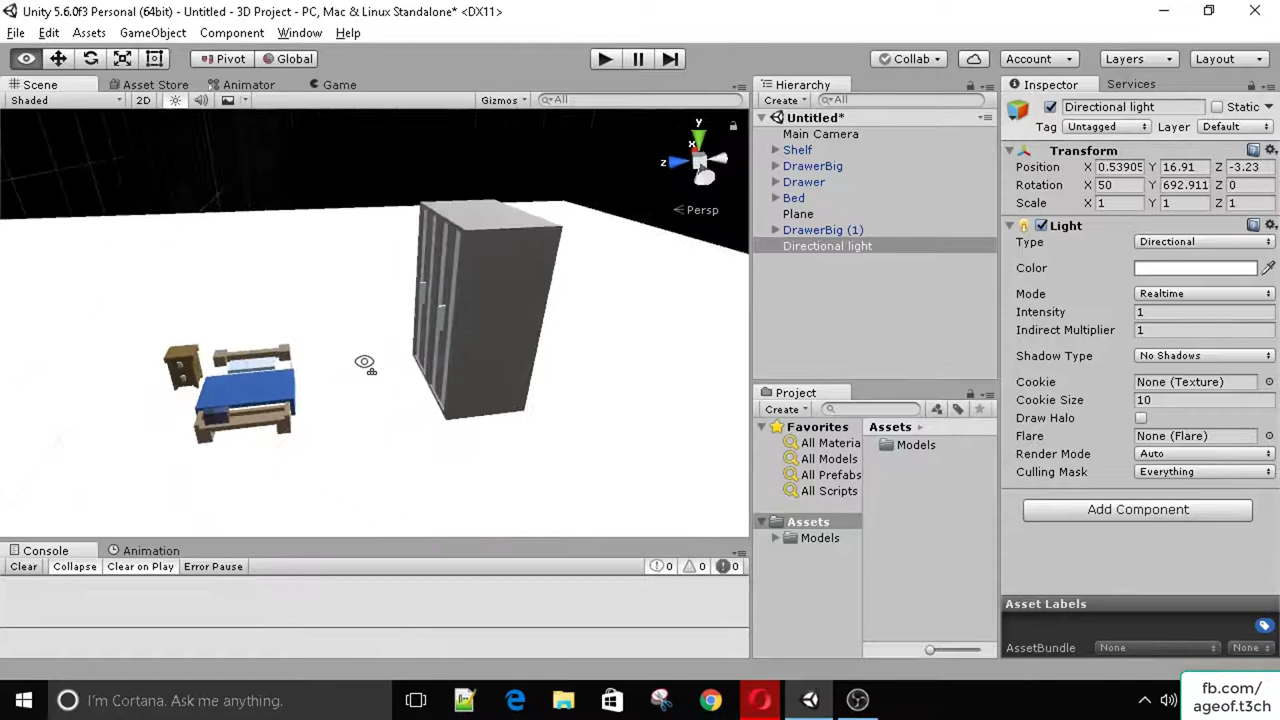 Unity 5.6.0f3 Personal (64bit) - Untitled - 3D Project - PC, Mac & Linux Standalone* <DX11>
File Edit Assets GameObject Component Window Help
Pivot Global Collab Account Layers Layout
Scene Asset Store Animator Game
Shaded 2D Gizmos All
y
x
z
Persp
Hierarchy
Create All
Untitled*
Main Camera
Shelf
DrawerBig
Drawer
Bed
Plane
DrawerBig (1)
Directional light
Project
Create
Favorites
All Materia
All Models
All Prefabs
All Scripts
Assets
Models
Assets
Models
Inspector Services
Directional light Static
Tag Untagged Layer Default
Transform
Position X 0.53905 Y 16.91 Z -3.23
Rotation X 50 Y 692.911 Z 0
Scale X 1 Y 1 Z 1
Light
Type Directional
Color
Mode Realtime
Intensity 1
Indirect Multiplier 1
Shadow Type No Shadows
Cookie None (Texture)
Cookie Size 10
Draw Halo
Flare None (Flare)
Render Mode Auto
Culling Mask Everything
Add Component
Asset Labels
AssetBundle None None
Console Animation
Clear Collapse Clear on Play Error Pause 0 0 0
I'm Cortana. Ask me anything.
fb.com/
ageof.t3ch